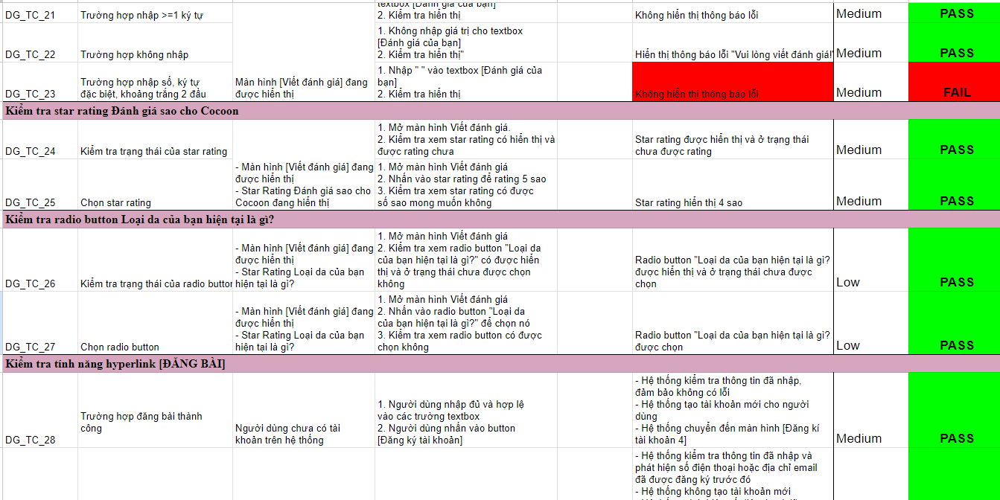 textbox [Đánh giá của bạn]
DG_TC_21
Trường hợp nhập >=1 ký tự
2. Kiểm tra hiển thị
Không hiển thị thông báo lỗi
Medium
PASS
DG_TC_22
Trường hợp không nhập
1. Không nhập giá trị cho textbox
[Đánh giá của bạn]
2. Kiểm tra hiển thị"
Hiển thị thông báo lỗi "Vui lòng viết đánh giá!"
Medium
PASS
DG_TC_23
Trường hợp nhập số, ký tự
đặc biệt, khoảng trắng 2 đầu
Màn hình [Viết đánh giá] đang
được hiển thị
1. Nhập " " vào textbox [Đánh giá của
bạn]
2. Kiểm tra hiển thị
Không hiển thị thông báo lỗi
Medium
FAIL
Kiểm tra star rating Đánh giá sao cho Cocoon
DG_TC_24
Kiểm tra trạng thái của star rating
1. Mở màn hình Viết đánh giá.
2. Kiểm tra xem star rating có hiển thị và
được rating chưa
Star rating được hiển thị và ở trạng thái
chưa được rating
Medium
PASS
DG_TC_25
Chọn star rating
- Màn hình [Viết đánh giá] đang
được hiển thị
- Star Rating Đánh giá sao cho
Cocoon đang hiển thị
1. Mở màn hình Viết đánh giá
2. Nhấn vào star rating để rating 5 sao
3. Kiểm tra xem star rating có được
số sao mong muốn không
Star rating hiển thị 4 sao
Medium
PASS
Kiểm tra radio button Loại da của bạn hiện tại là gì?
DG_TC_26
Kiểm tra trạng thái của radio button
- Màn hình [Viết đánh giá] đang
được hiển thị
- Star Rating Loại da của bạn
hiện tại là gì?
1. Mở màn hình Viết đánh giá
2. Kiểm tra xem radio button "Loại da
của bạn hiện tại là gì?" có được hiển
thị và ở trạng thái chưa được chọn
không
Radio button "Loại da của bạn hiện tại là gì?
được hiển thị và ở trạng thái chưa được
chọn
Low
PASS
DG_TC_27
Chọn radio button
- Màn hình [Viết đánh giá] đang
được hiển thị
- Star Rating Loại da của bạn
hiện tại là gì?
1. Mở màn hình Viết đánh giá
2. Nhấn vào radio button "Loại da
của bạn hiện tại là gì?" để chọn nó
3. Kiểm tra xem radio button có được
chọn không
Radio button "Loại da của bạn hiện tại là gì?
được chọn
Low
PASS
Kiểm tra tính năng hyperlink [ĐĂNG BÀI]
DG_TC_28
Trường hợp đăng bài thành
công
Người dùng chưa có tài
khoản trên hệ thống
1. Người dùng nhập đủ và hợp lệ
vào các trường textbox
2. Người dùng nhấn vào button
[Đăng ký tài khoản]
- Hệ thống kiểm tra thông tin đã nhập,
đảm bảo không có lỗi
- Hệ thống tạo tài khoản mới cho người
dùng
- Hệ thống chuyển đến màn hình [Đăng kí
tài khoản 4]
Medium
PASS
- Hệ thống kiểm tra thông tin đã nhập và
phát hiện số điện thoại hoặc địa chỉ email
đã được đăng ký trước đó
- Hệ thống không tạo tài khoản mới